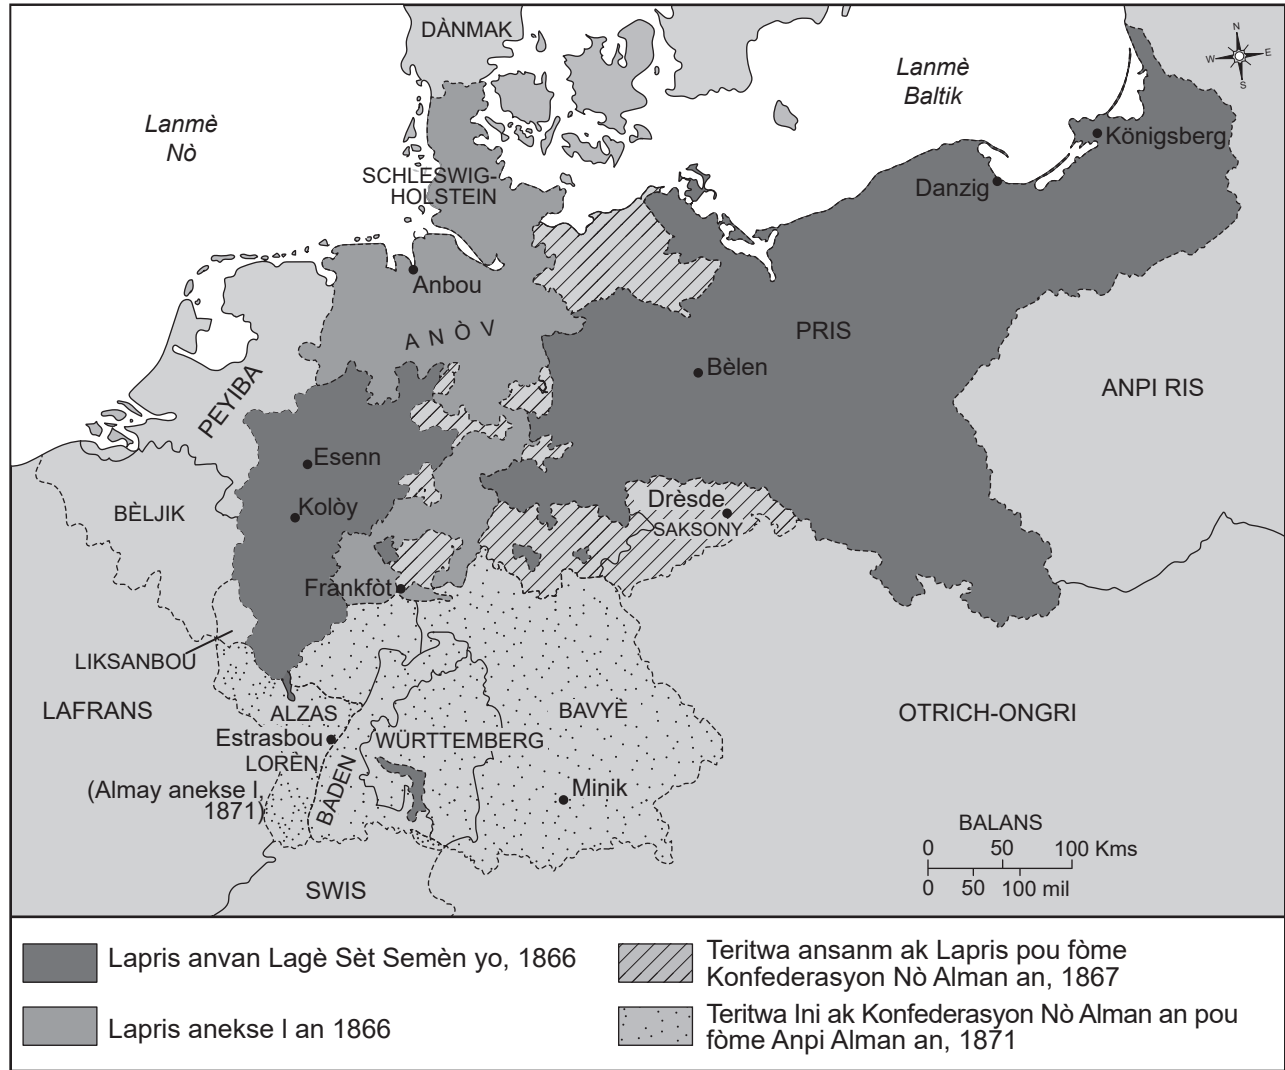 DÀNMAK
N
W
E
S
Lanmè
Baltik
Lanmè
Nò
Königsberg
SCHLESWIG-
HOLSTEIN
Danzig
Anbou
ANÒV
PRIS
Bèlen
PEYIBA
ANPI RIS
Esenn
Drèsde
Kolòy
BÈLJIK
SAKSONY
Frànkfòt
LIKSANBOU
LAFRANS
ALZAS
BAVYÈ
OTRICH-ONGRI
Estrasbou
WÜRTTEMBERG
LORÈN
BADEN
(Almay anekse l,
1871)
Minik
BALANS
0 50 100 Kms
0 50 100 mil
SWIS
Lapris anvan Lagè Sèt Semèn yo, 1866
Lapris anekse l an 1866
Teritwa ansanm ak Lapris pou fòme
Konfederasyon Nò Alman an, 1867
Teritwa Ini ak Konfederasyon Nò Alman an pou
fòme Anpi Alman an, 1871